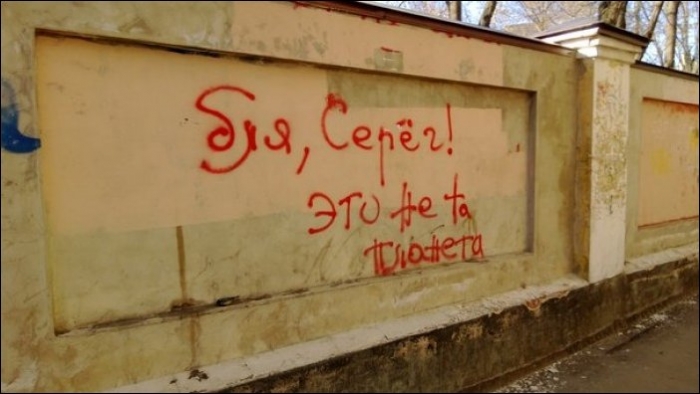 бля, Серёг!
это не та
планета